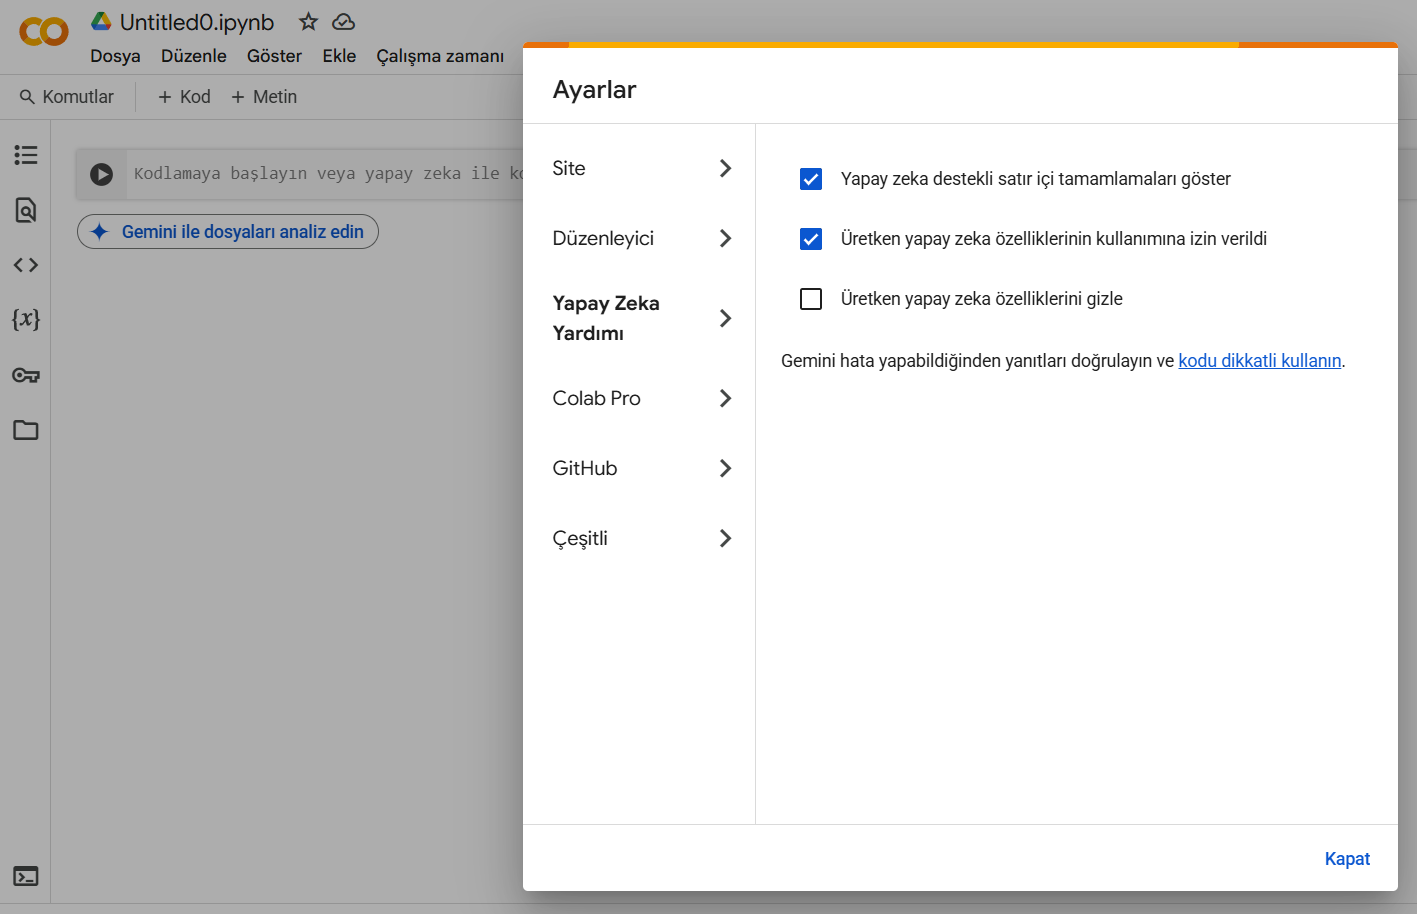 Untitled0.ipynb
Dosya Düzenle Göster Ekle Çalışma zamanı
Komutlar + Kod + Metin
Kodlamaya başlayın veya yapay zeka ile
Gemini ile dosyaları analiz edin
Ayarlar
Site
Düzenleyici
Yapay Zeka
Yardımı
Colab Pro
GitHub
Çeşitli
Yapay zeka destekli satır içi tamamlamaları göster
Üretken yapay zeka özelliklerinin kullanımına izin verildi
Üretken yapay zeka özelliklerini gizle
Gemini hata yapabildiğinden yanıtları doğrulayın ve kodu dikkatli kullanın.
Kapat